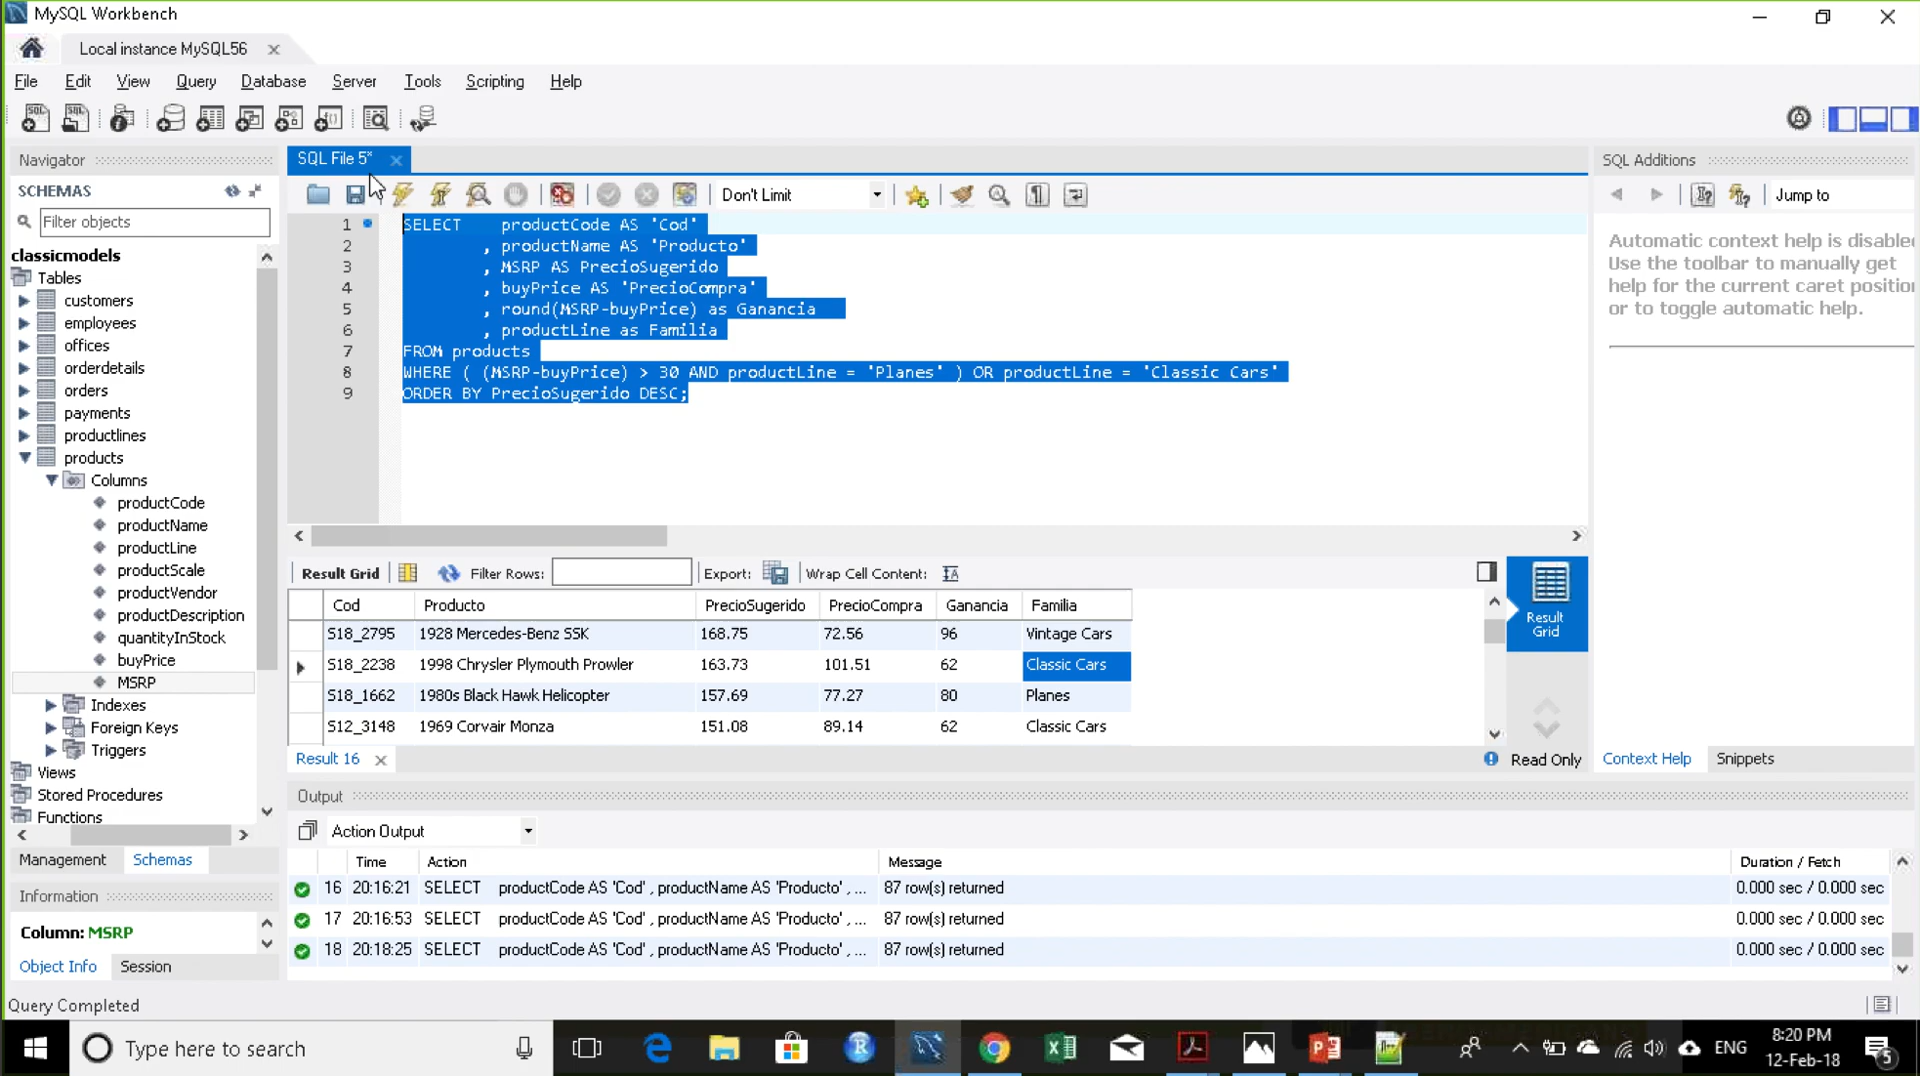 MySQL Workbench
Local instance MySQL56
File Edit View Query Database Server Tools Scripting Help
Navigator
SCHEMAS
Filter objects
classicmodels
Tables
customers
employees
offices
orderdetails
orders
payments
productlines
products
Columns
productCode
productName
productLine
productScale
productVendor
productDescription
quantityInStock
buyPrice
MSRP
Indexes
Foreign Keys
Triggers
Views
Stored Procedures
Functions
Management Schemas
Information
Column: MSRP
Object Info Session
Query Completed
SQL File 5*
Don't Limit
1 SELECT productCode AS 'Cod'
2 , productName AS 'Producto'
3 , MSRP AS PrecioSugerido
4 , buyPrice AS 'PrecioCompra'
5 , round(MSRP-buyPrice) as Ganancia
6 , productLine as Familia
7 FROM products
8 WHERE ( (MSRP-buyPrice) > 30 AND productLine = 'Planes' ) OR productLine = 'Classic Cars'
9 ORDER BY PrecioSugerido DESC;
Result Grid Filter Rows: Export: Wrap Cell Content:
Cod Producto PrecioSugerido PrecioCompra Ganancia Familia
S18_2795 1928 Mercedes-Benz SSK 168.75 72.56 96 Vintage Cars
S18_2238 1998 Chrysler Plymouth Prowler 163.73 101.51 62 Classic Cars
S18_1662 1980s Black Hawk Helicopter 157.69 77.27 80 Planes
S12_3148 1969 Corvair Monza 151.08 89.14 62 Classic Cars
Result
Grid
Result 16
Read Only
SQL Additions
Jump to
Automatic context help is disable
Use the toolbar to manually get
help for the current caret position
or to toggle automatic help.
Context Help Snippets
Output
Action Output
Time Action Message Duration / Fetch
16 20:16:21 SELECT productCode AS 'Cod' , productName AS 'Producto' , ... 87 row(s) returned 0.000 sec / 0.000 sec
17 20:16:53 SELECT productCode AS 'Cod' , productName AS 'Producto' , ... 87 row(s) returned 0.000 sec / 0.000 sec
18 20:18:25 SELECT productCode AS 'Cod' , productName AS 'Producto' , ... 87 row(s) returned 0.000 sec / 0.000 sec
Type here to search
ENG
8:20 PM
12-Feb-18
5